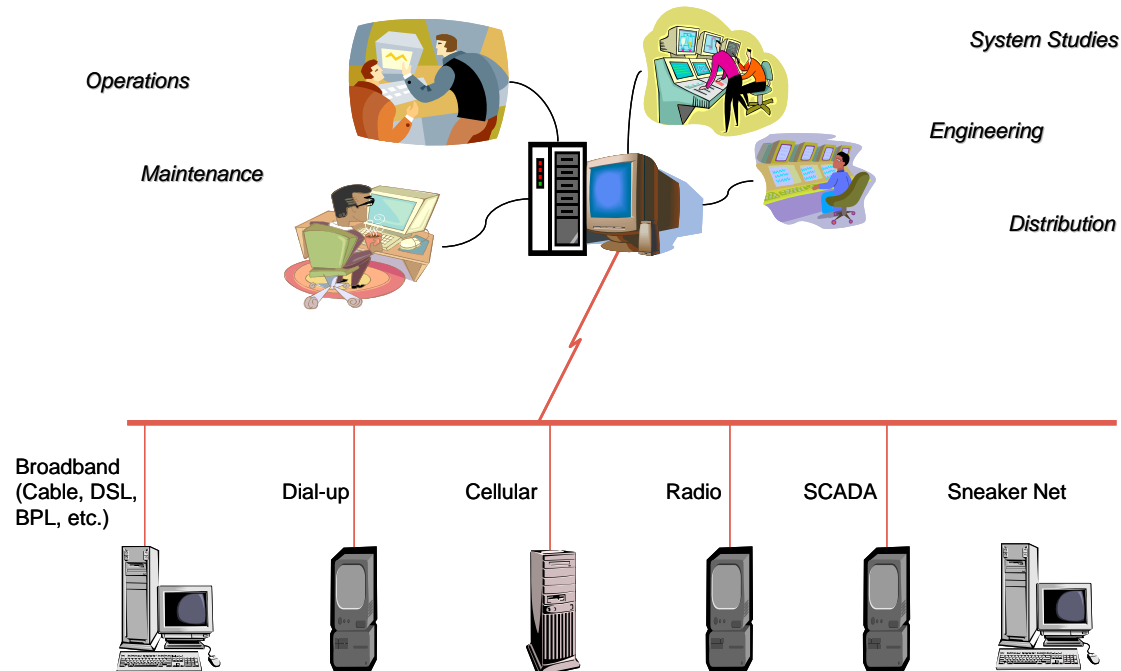 System Studies
Operations
Engineering
Maintenance
Distribution
Broadband
(Cable, DSL,
BPL, etc.)
Dial-up
Cellular
Radio
SCADA
Sneaker Net